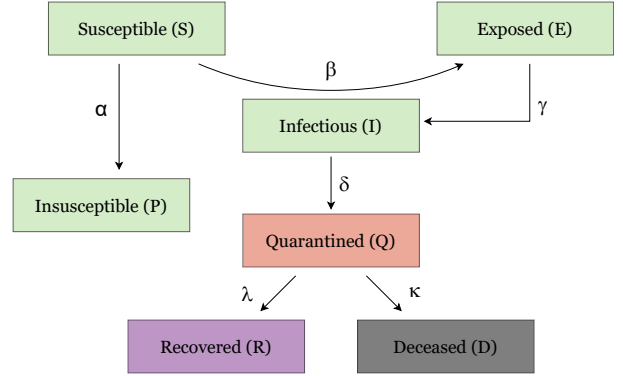 Susceptible (S)
Exposed (E)
β
α
γ
Infectious (I)
δ
Insusceptible (P)
Quarantined (Q)
λ
κ
Recovered (R)
Deceased (D)